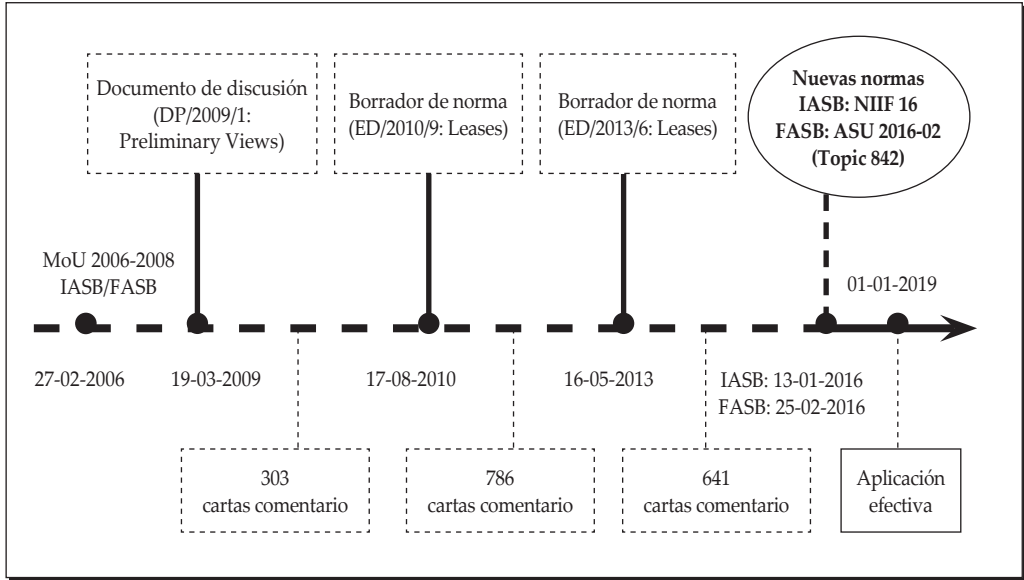 Documento de discusión
(DP/2009/1:
Preliminary Views)
Borrador de norma
(ED/2010/9: Leases)
Borrador de norma
(ED/2013/6: Leases)
Nuevas normas
IASB: NIIF 16
FASB: ASU 2016-02
(Topic 842)
MoU 2006-2008
IASB/FASB
01-01-2019
27-02-2006
19-03-2009
17-08-2010
16-05-2013
IASB: 13-01-2016
FASB: 25-02-2016
303
cartas comentario
786
cartas comentario
641
cartas comentario
Aplicación
efectiva